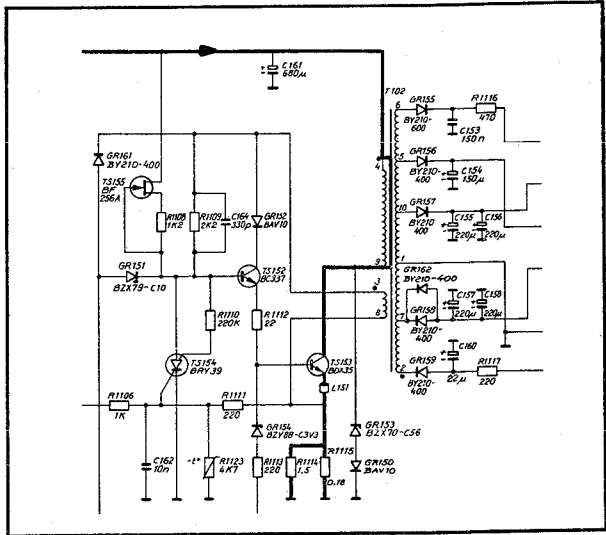 C161
680µ
T102
GR155
BY210-
600
R1116
470
6
C153
150n
GR161
BY210-400
GR156
BY210-
400
5
4
C154
150µ
TS155
BF
256A
GR157
BY210
400
10
C155
220µ
C156
220µ
R1108
1K2
R1109
2K2
C164
330p
GR152
BAV10
9
1
GR151
BZX79-C10
TS152
BC337
GR162
BY210-400
3
8
7
C157
220µ
C158
220µ
GR158
BY210-
400
R1110
220K
R1112
22
TS154
BRY39
TS153
BDX35
L151
C160
22µ
2
GR159
BY210-
400
R1117
220
R1106
1K
R1111
220
GR154
BZY88-C3V3
GR153
BZX70-C56
C162
10n
-t°
R1123
4K7
R1113
220
R1114
1.5
R1115
0.18
GR150
BAV10